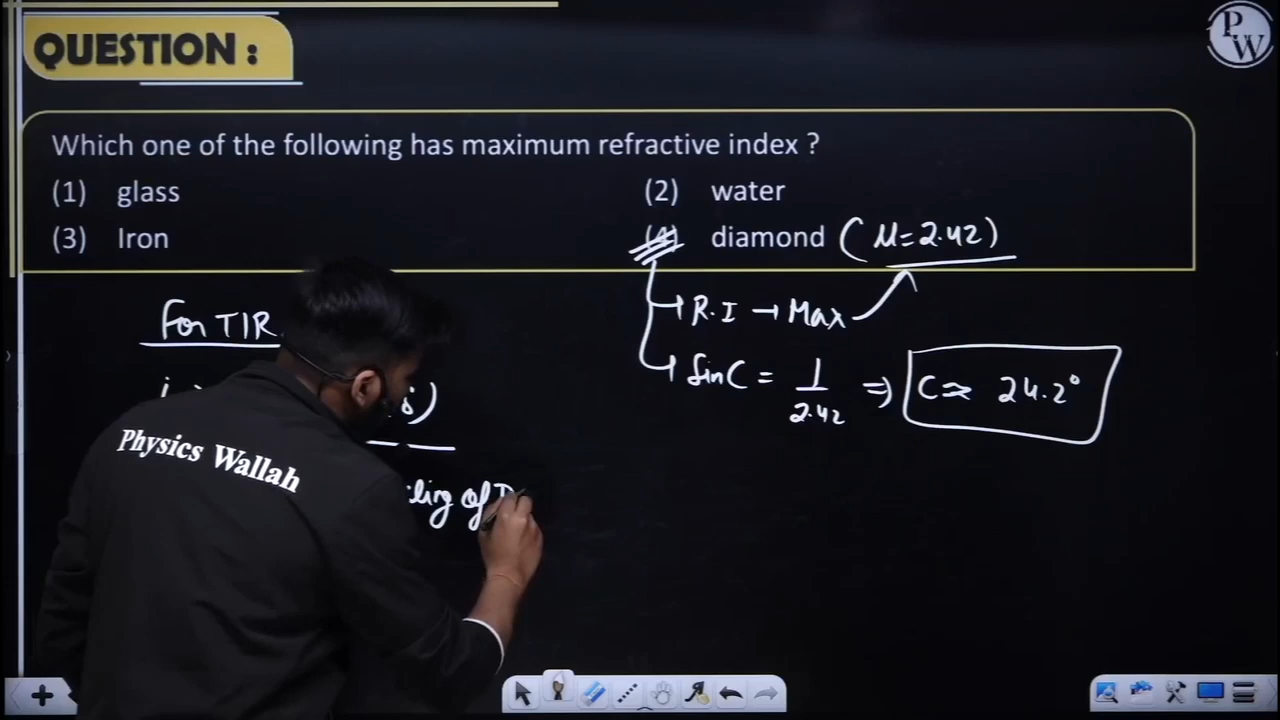 QUESTION :
PW
Which one of the following has maximum refractive index ?
(1) glass
(2) water
(3) Iron
(4) diamond (μ=2.42)
For TIR
R.I → Max
SinC = 1/2.42 ⇒ C≈ 24.2°
Physics Wallah
of